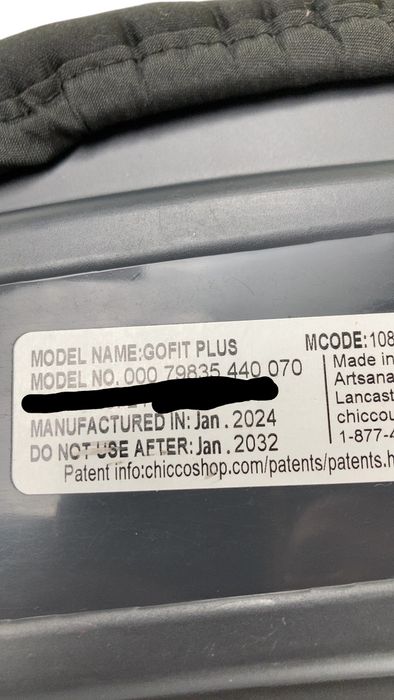 MODEL NAME:GOFIT PLUS
MCODE:108
MODEL NO. 000 79835 440 070
Made in
Artsana
MANUFACTURED IN: Jan . 2024
Lancast
DO NOT USE AFTER: Jan . 2032
chiccou
1-877-4
Patent info:chiccoshop.com/patents/patents.h